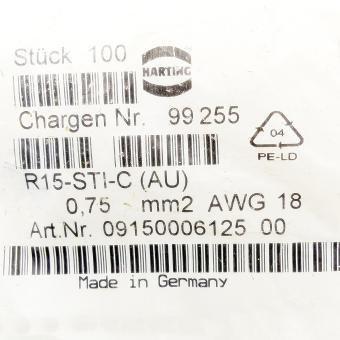 Stück 100
HARTING
Chargen Nr. 99 255
04
PE-LD
R15-STI-C (AU)
0,75 mm2 AWG 18
Art.Nr. 09150006125 00
Made in Germany